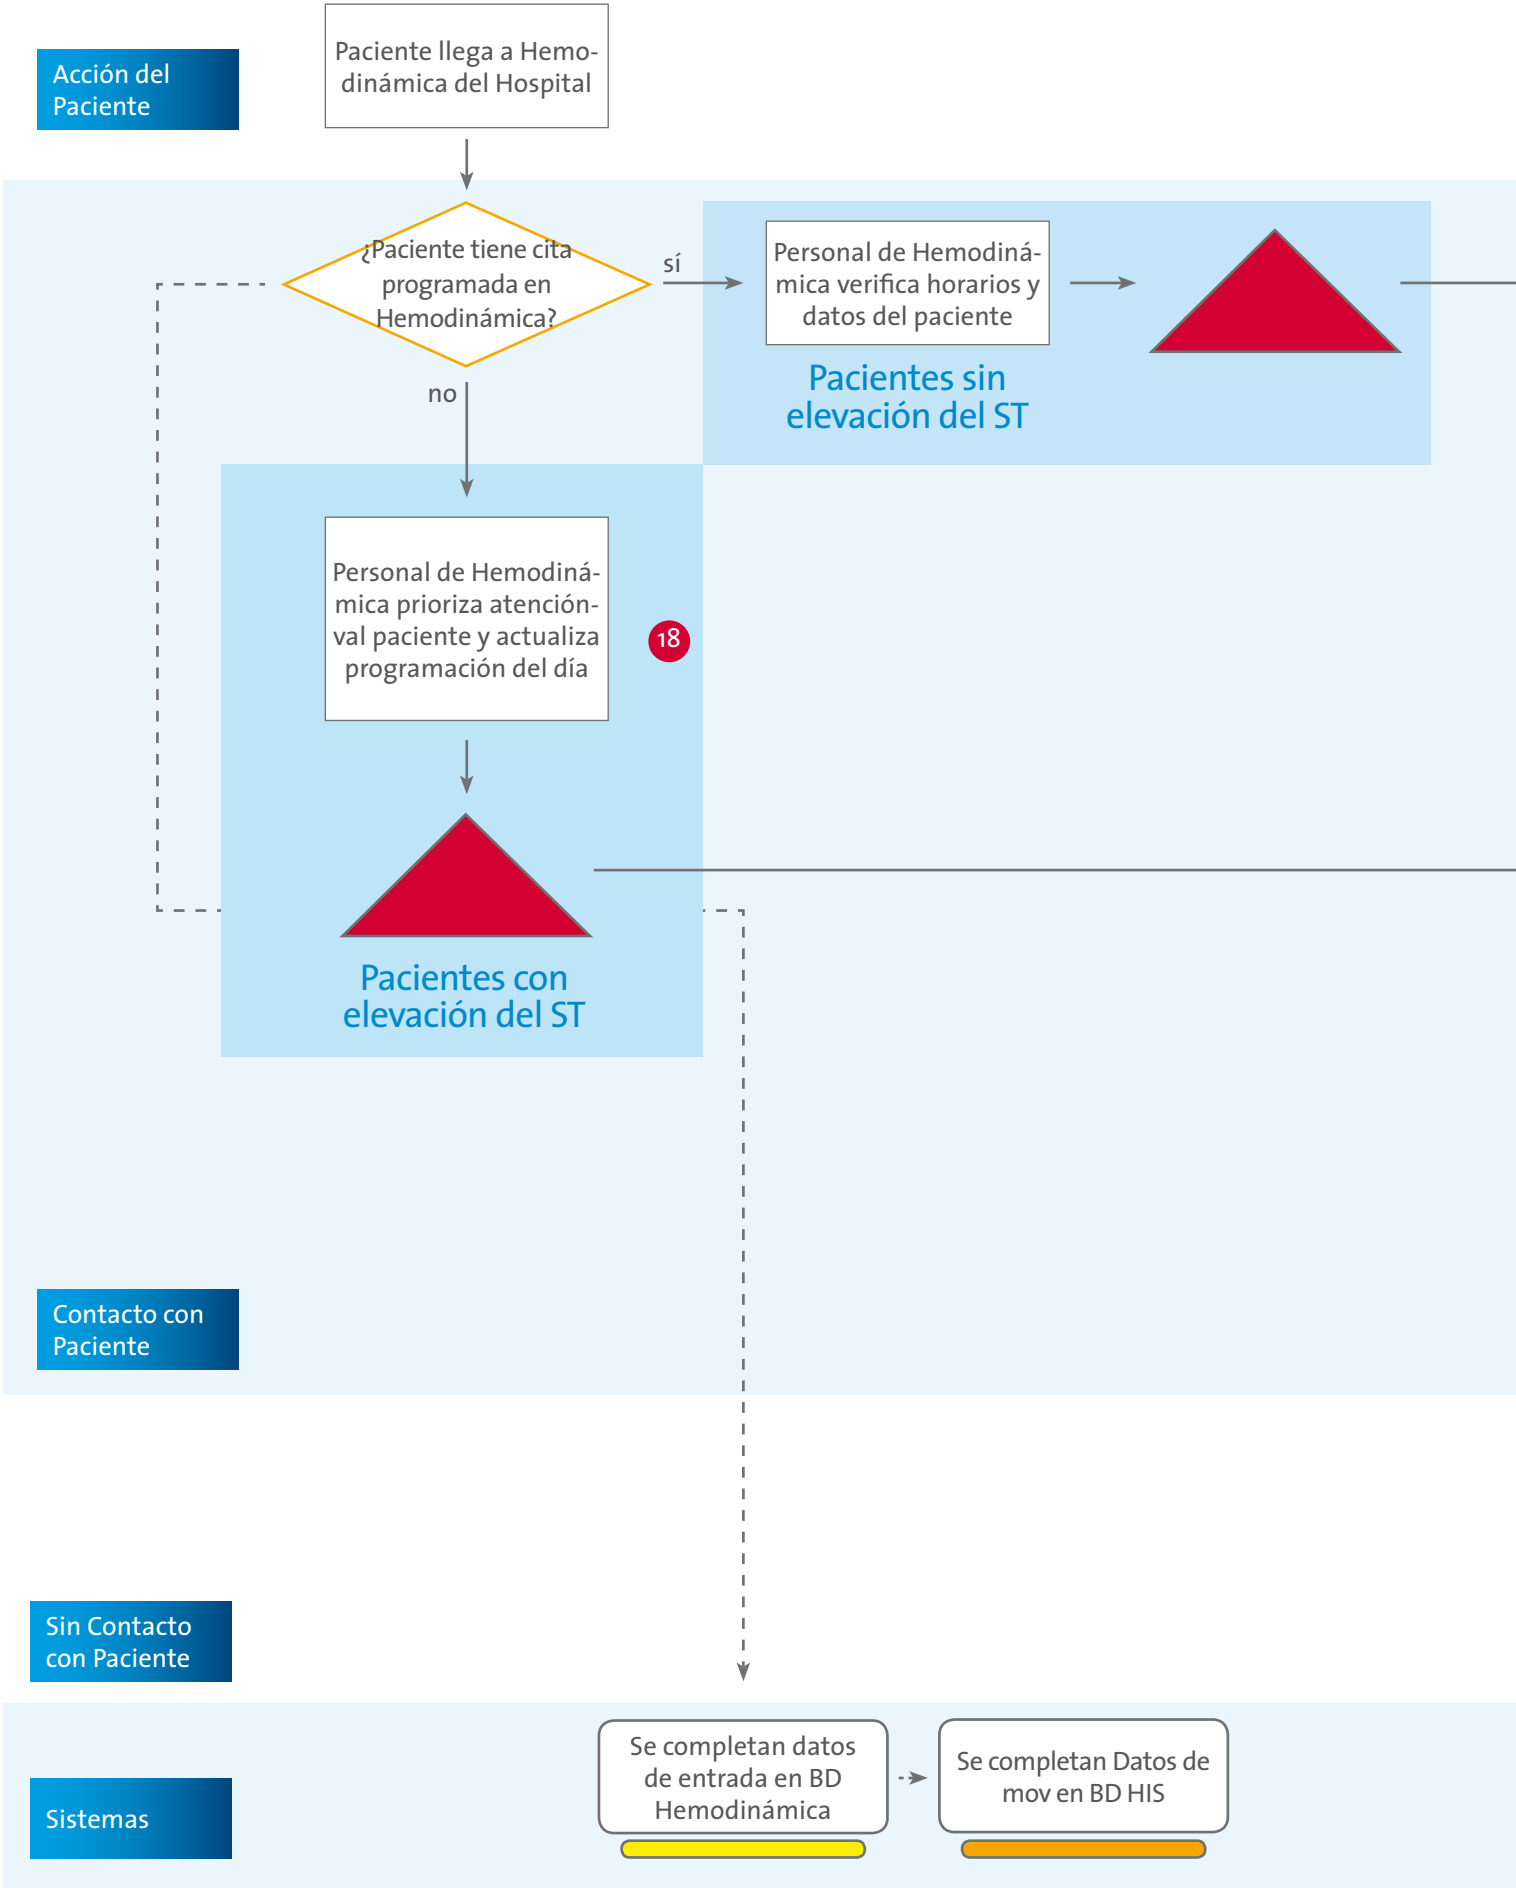 Paciente llega a Hemo-
dinámica del Hospital
Acción del
Paciente
¿Paciente tiene cita
programada en
Hemodinámica?
sí
Personal de Hemodiná-
mica verifica horarios y
datos del paciente
Pacientes sin
elevación del ST
no
Personal de Hemodiná-
mica prioriza atención-
val paciente y actualiza
programación del día
18
Pacientes con
elevación del ST
Contacto con
Paciente
Sin Contacto
con Paciente
Se completan datos
de entrada en BD
Hemodinámica
Se completan Datos de
mov en BD HIS
Sistemas